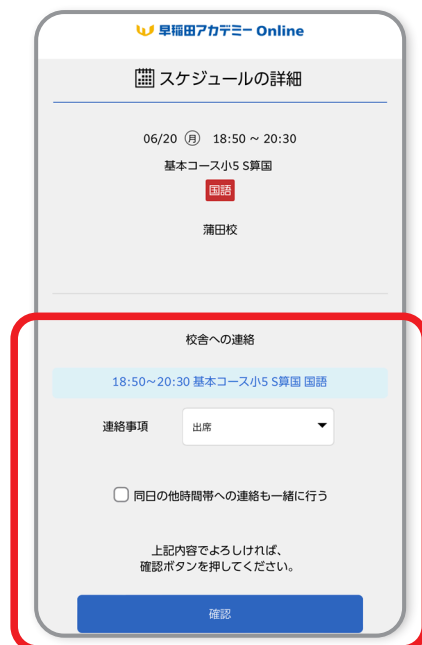 早稲田アカデミー Online
スケジュールの詳細
06/20 ㊊ 18:50 ~ 20:30
基本コース小5 S算国
国語
蒲田校
校舎への連絡
18:50~20:30 基本コース小5 S算国 国語
連絡事項 出席
同日の他時間帯への連絡も一緒に行う
上記内容でよろしければ、
確認ボタンを押してください。
確認